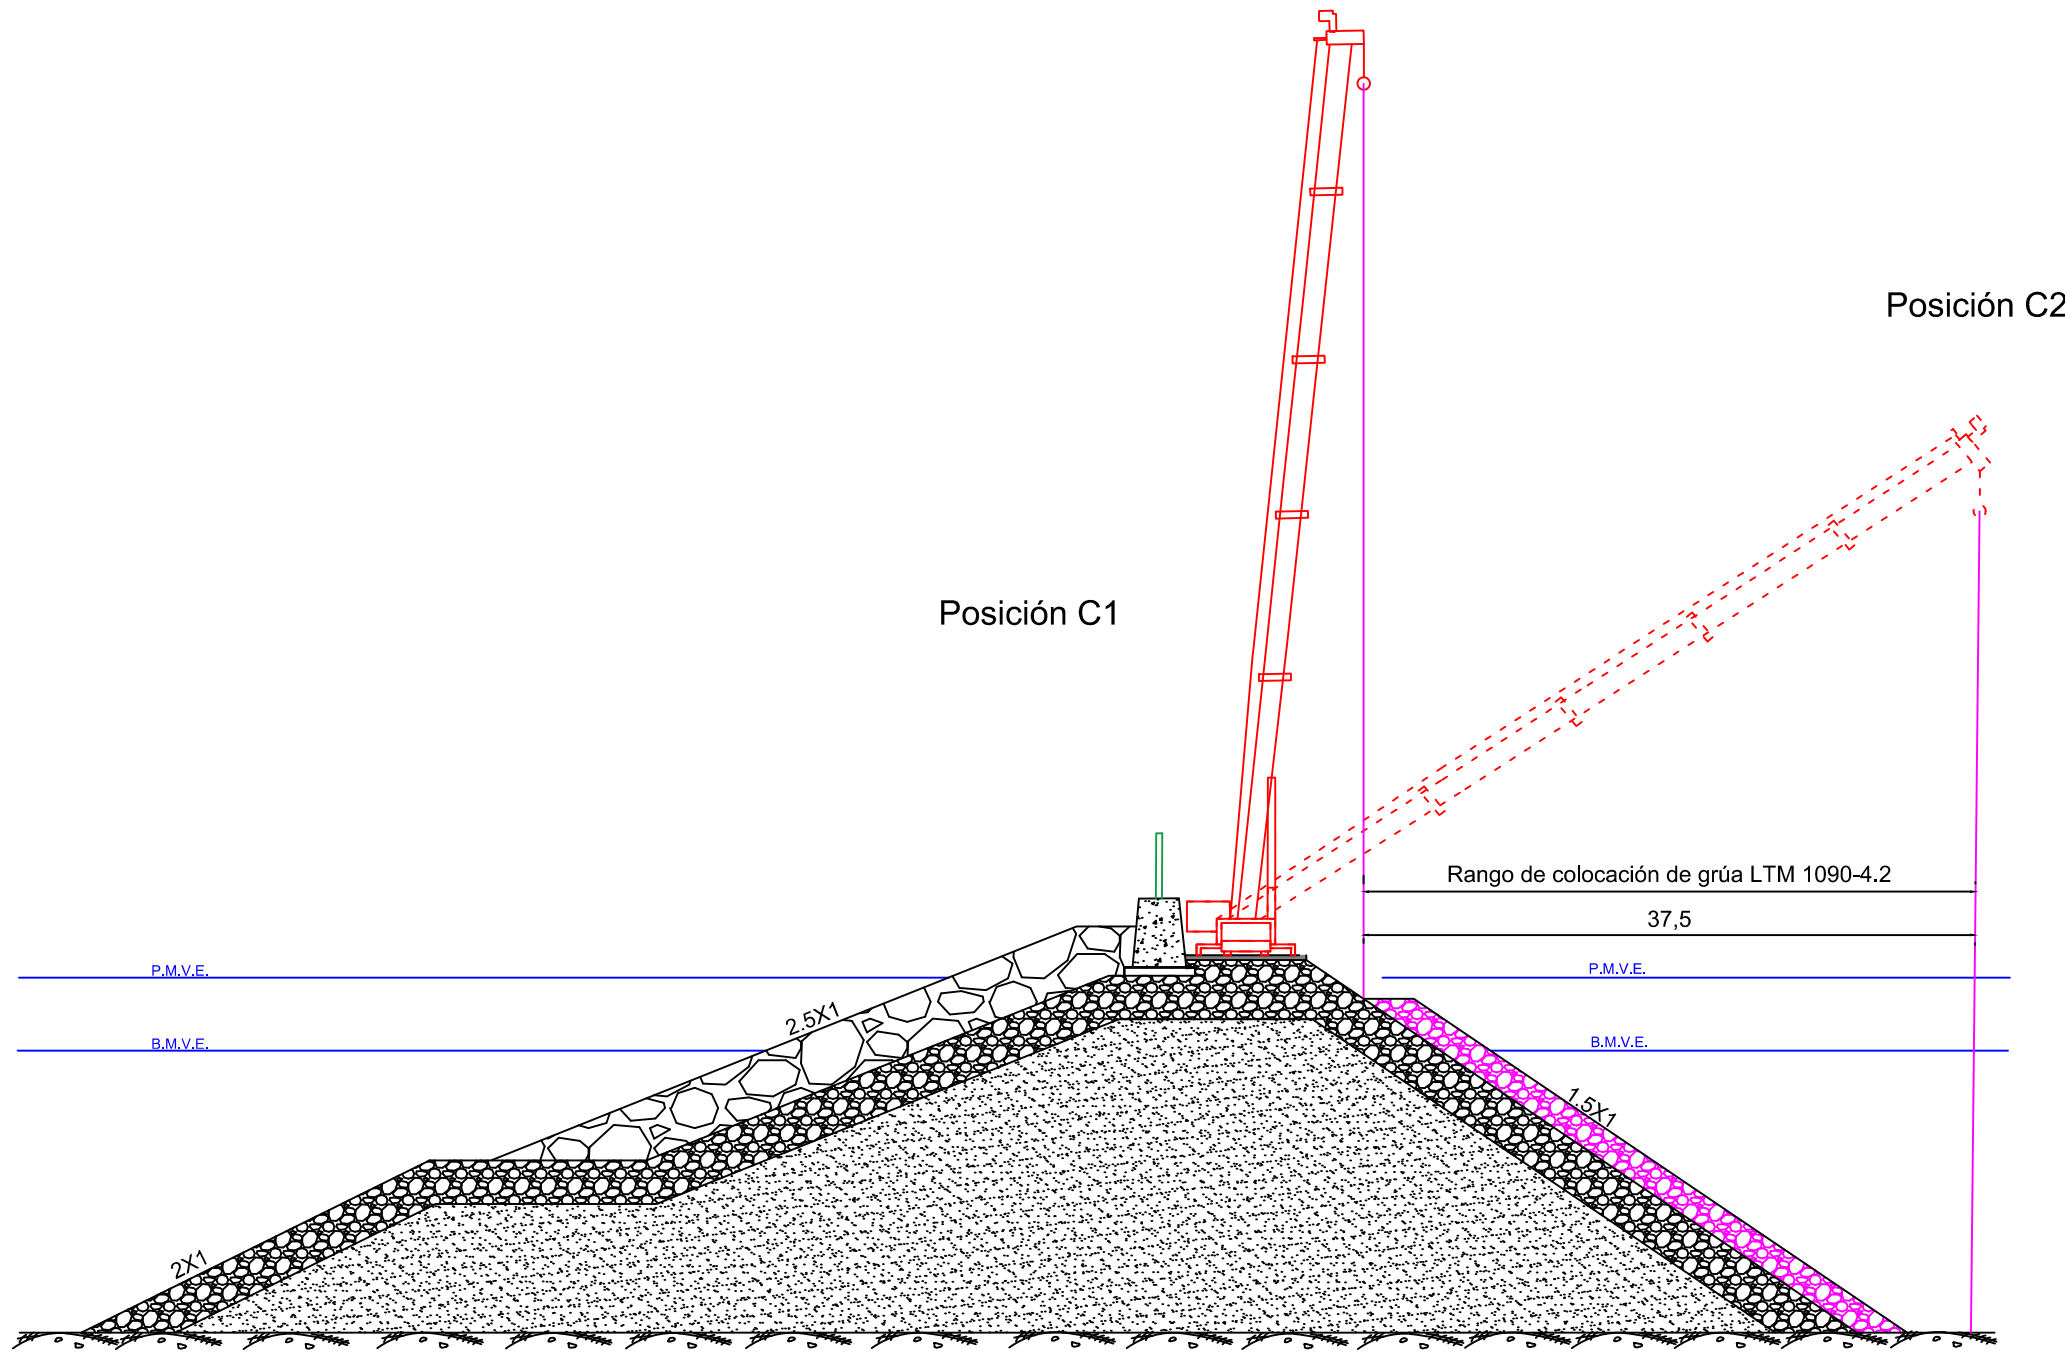 Posición C2
Posición C1
Rango de colocación de grúa LTM 1090-4.2
37,5
P.M.V.E.
P.M.V.E.
2.5X1
B.M.V.E.
B.M.V.E.
1.5X1
2X1